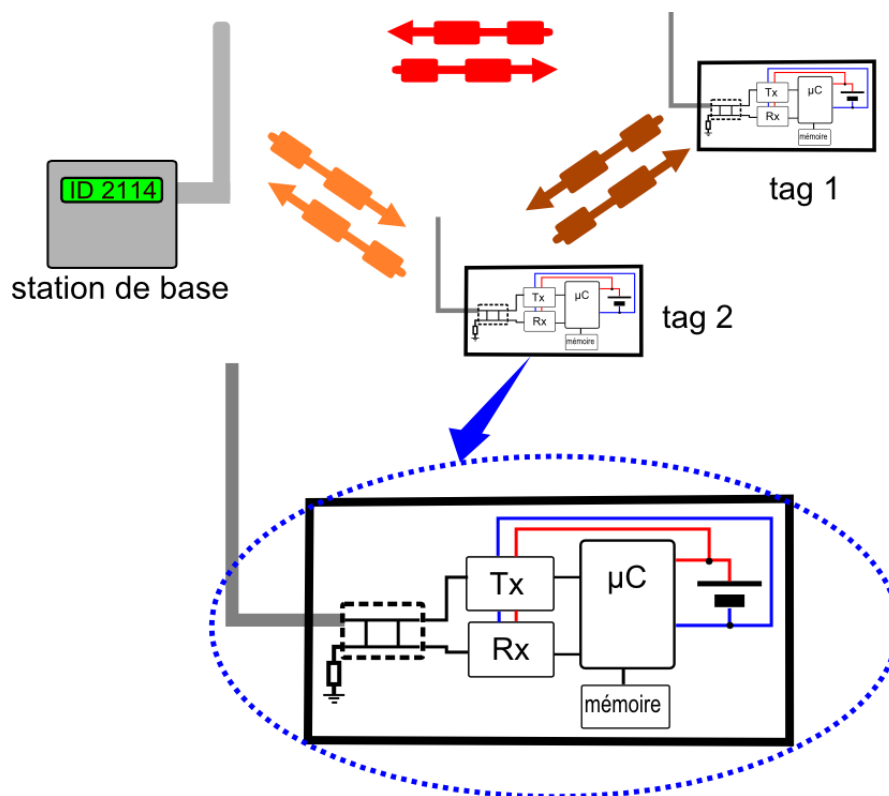 ID 2114
station de base
Tx
Rx
µC
mémoire
tag 1
Tx
Rx
µC
mémoire
tag 2
Tx
Rx
µC
mémoire